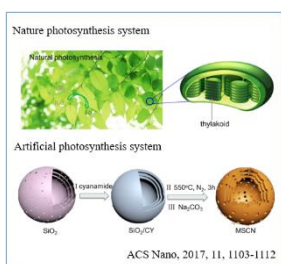 Nature photosynthesis system
Natural photosynthesis
thylakoid
Artificial photosynthesis system
I cyanamide
II 550°C, N₂, 3h
III Na₂CO₃
SiO₂
SiO₂/CY
MSCN
ACS Nano, 2017, 11, 1103-1112